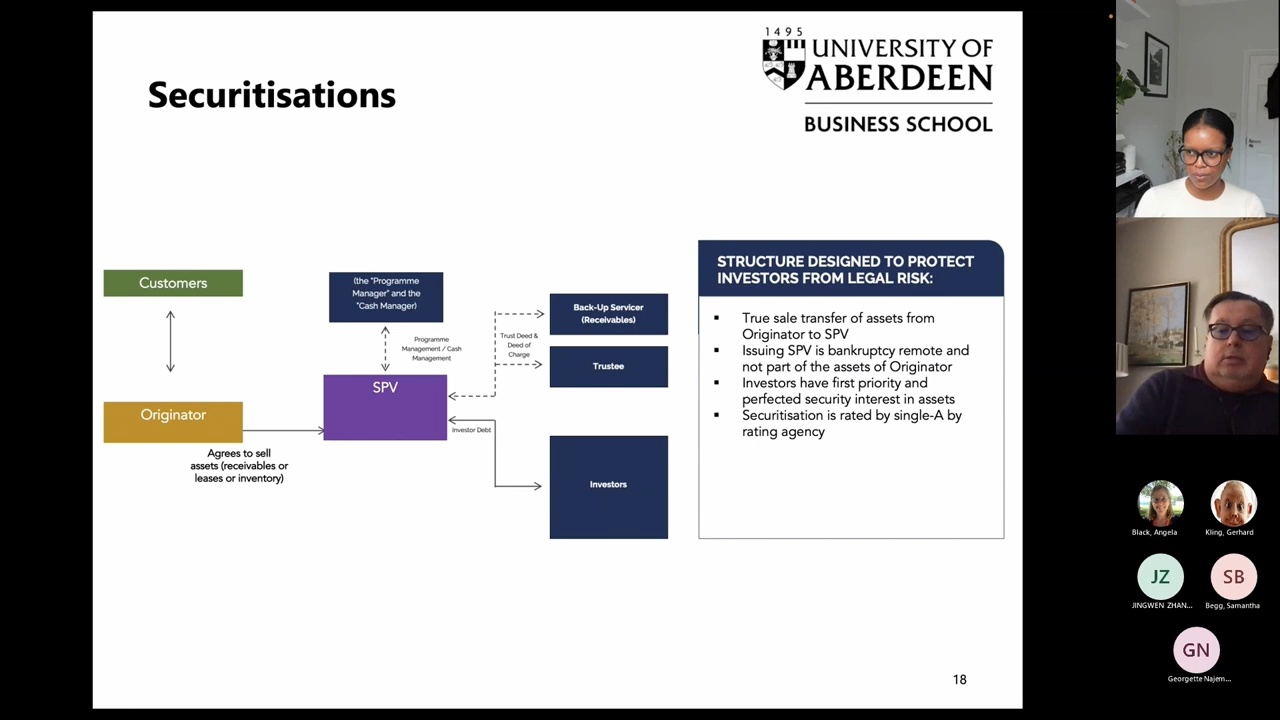 1495
UNIVERSITY OF
ABERDEEN
BUSINESS SCHOOL
Securitisations
Customers
Originator
Agrees to sell
assets (receivables or
leases or inventory)
(the "Programme
Manager" and the
"Cash Manager)
Programme
Management / Cash
Management
SPV
Trust Deed &
Deed of
Charge
Investor Debt
Back-Up Servicer
(Receivables)
Trustee
Investors
STRUCTURE DESIGNED TO PROTECT
INVESTORS FROM LEGAL RISK:
▪ True sale transfer of assets from
Originator to SPV
▪ Issuing SPV is bankruptcy remote and
not part of the assets of Originator
▪ Investors have first priority and
perfected security interest in assets
▪ Securitisation is rated by single-A by
rating agency
18
Black, Angela
Kling, Gerhard
JZ
JINGWEN ZHAN...
SB
Begg, Samantha
GN
Georgette Najem...